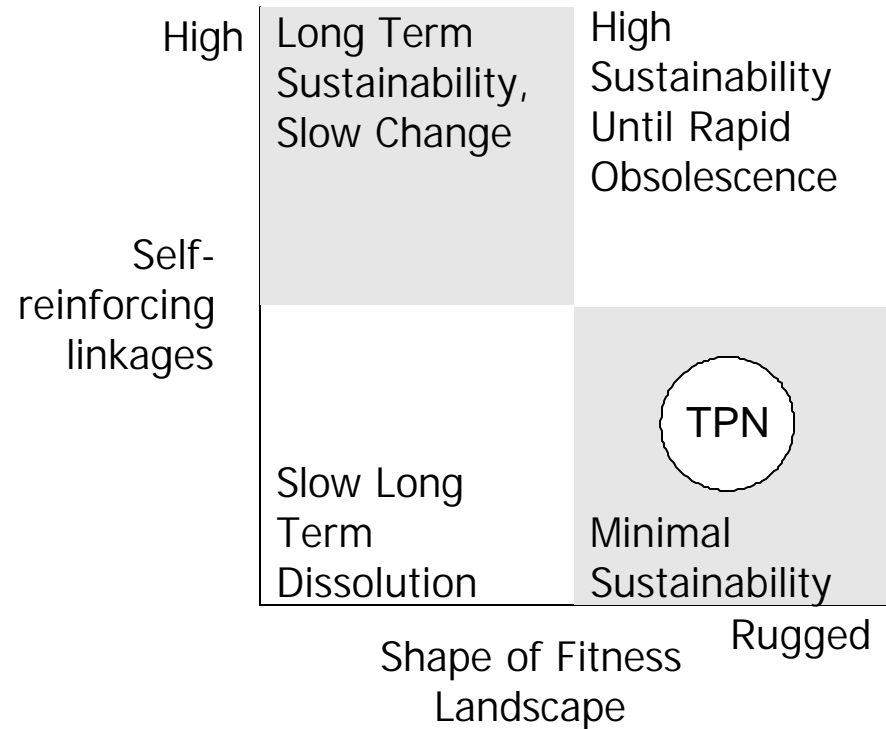 High
Long Term
Sustainability,
Slow Change
High
Sustainability
Until Rapid
Obsolescence
Self-
reinforcing
linkages
TPN
Slow Long
Term
Dissolution
Minimal
Sustainability
Rugged
Shape of Fitness
Landscape